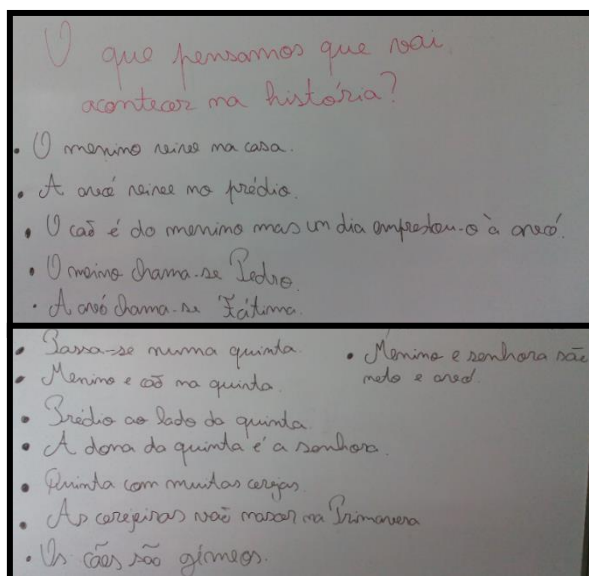 O que pensamos que vai
acontecer na história?
• O menino vive na casa.
• A avó vive no prédio.
• O cão é do menino mas um dia emprestou-o à avó.
• O menino chama-se Pedro.
• A avó chama-se Fátima.
• Passa-se numa quinta.
• Menino e cão na quinta.
• Prédio ao lado da quinta.
• A dona da quinta é a senhora.
• Quinta com muitas cerejas.
• As cerejeiras vão nascer na Primavera
• Os cães são gémeos.
• Menino e senhora são
neto e avó.